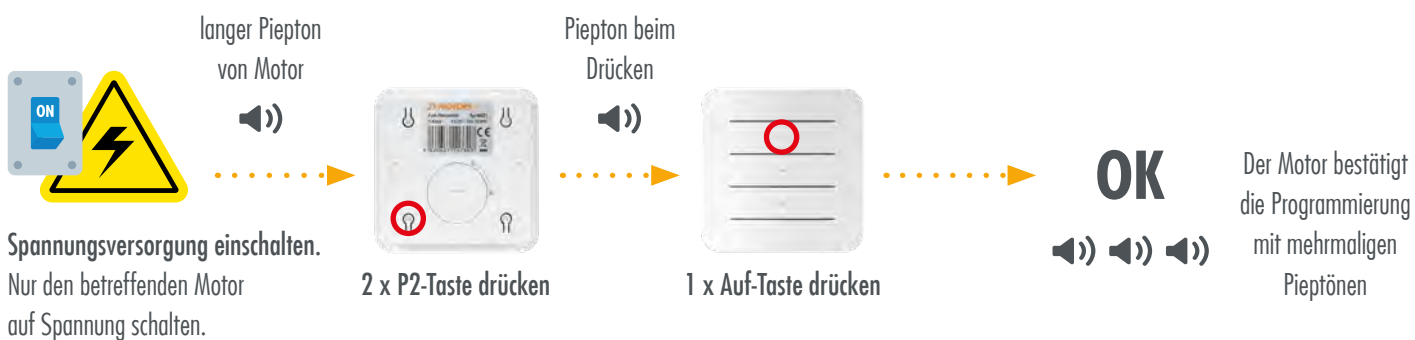 langer Piepton
von Motor
Piepton beim
Drücken
ON
CE
OK
Der Motor bestätigt
die Programmierung
mit mehrmaligen
Pieptönen
Spannungsversorgung einschalten.
Nur den betreffenden Motor
auf Spannung schalten.
2 x P2-Taste drücken
1 x Auf-Taste drücken